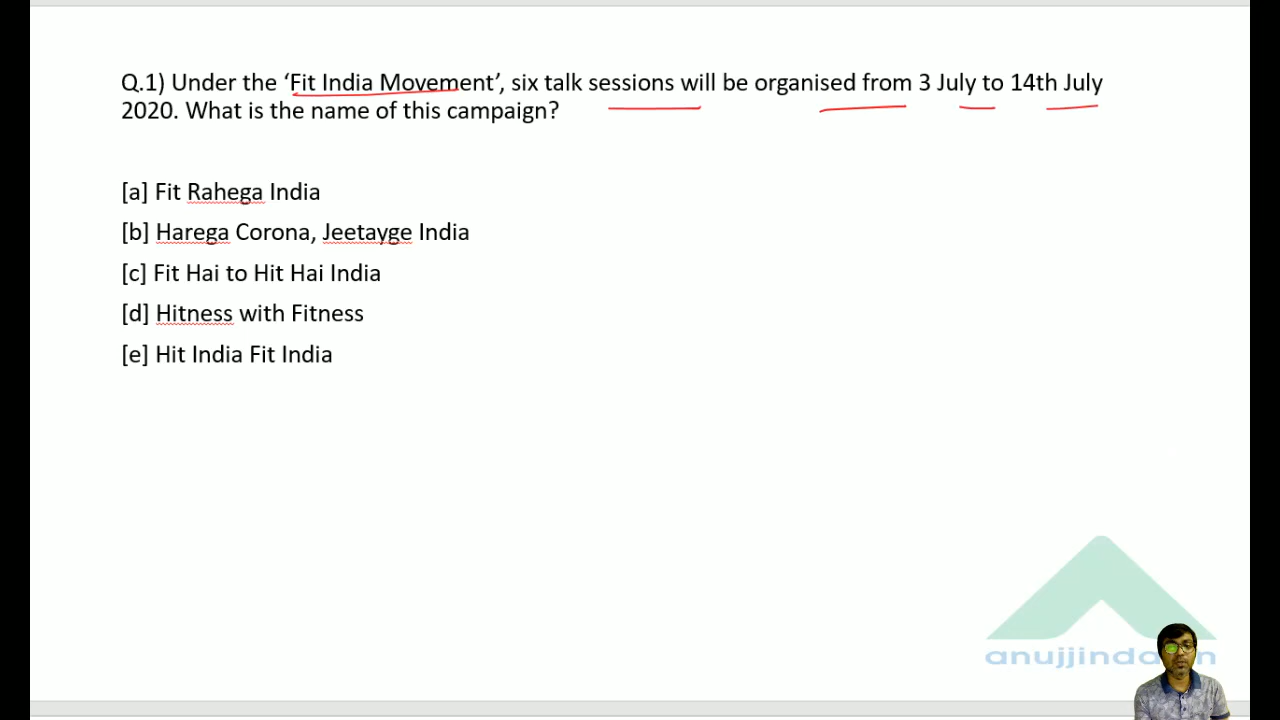 Q.1) Under the ‘Fit India Movement’, six talk sessions will be organised from 3 July to 14th July
2020. What is the name of this campaign?
[a] Fit Rahega India
[b] Harega Corona, Jeetayge India
[c] Fit Hai to Hit Hai India
[d] Hitness with Fitness
[e] Hit India Fit India